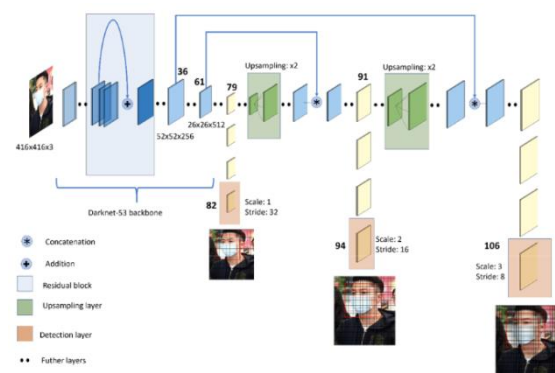 36
61
79
Upsampling: x2
91
Upsampling: x2
416x416x3
52x52x256
26x26x512
Darknet-53 backbone
82
Scale: 1
Stride: 32
94
Scale: 2
Stride: 16
106
Scale: 3
Stride: 8
Concatenation
Addition
Residual block
Upsampling layer
Detection layer
Futher layers